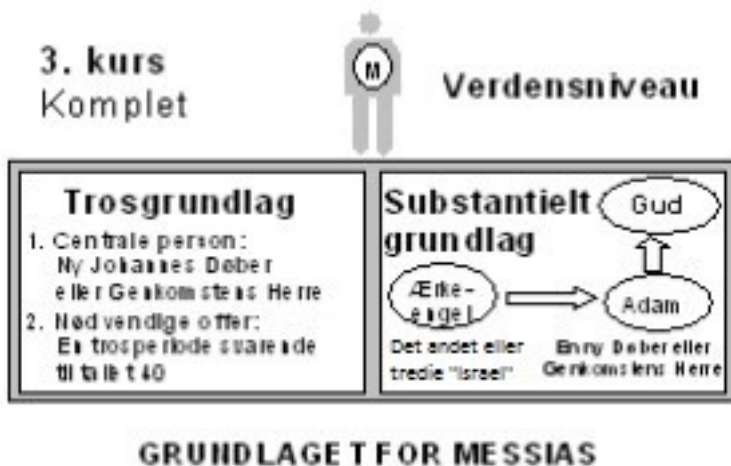 3. kurs
Komplet
M
Verdensniveau
Trosgrundlag
1. Centrale person:
Ny Johannes Døber
eller Genkomstens Herre
2. Nødvendige offer:
En trosperiode svarende
til tallet 40
Substantielt
grundlag
Gud
Ærke-
engel
Adam
Det andet eller
tredie "Israel"
En ny Døber eller
Genkomstens Herre
GRUNDLAGET FOR MESSIAS